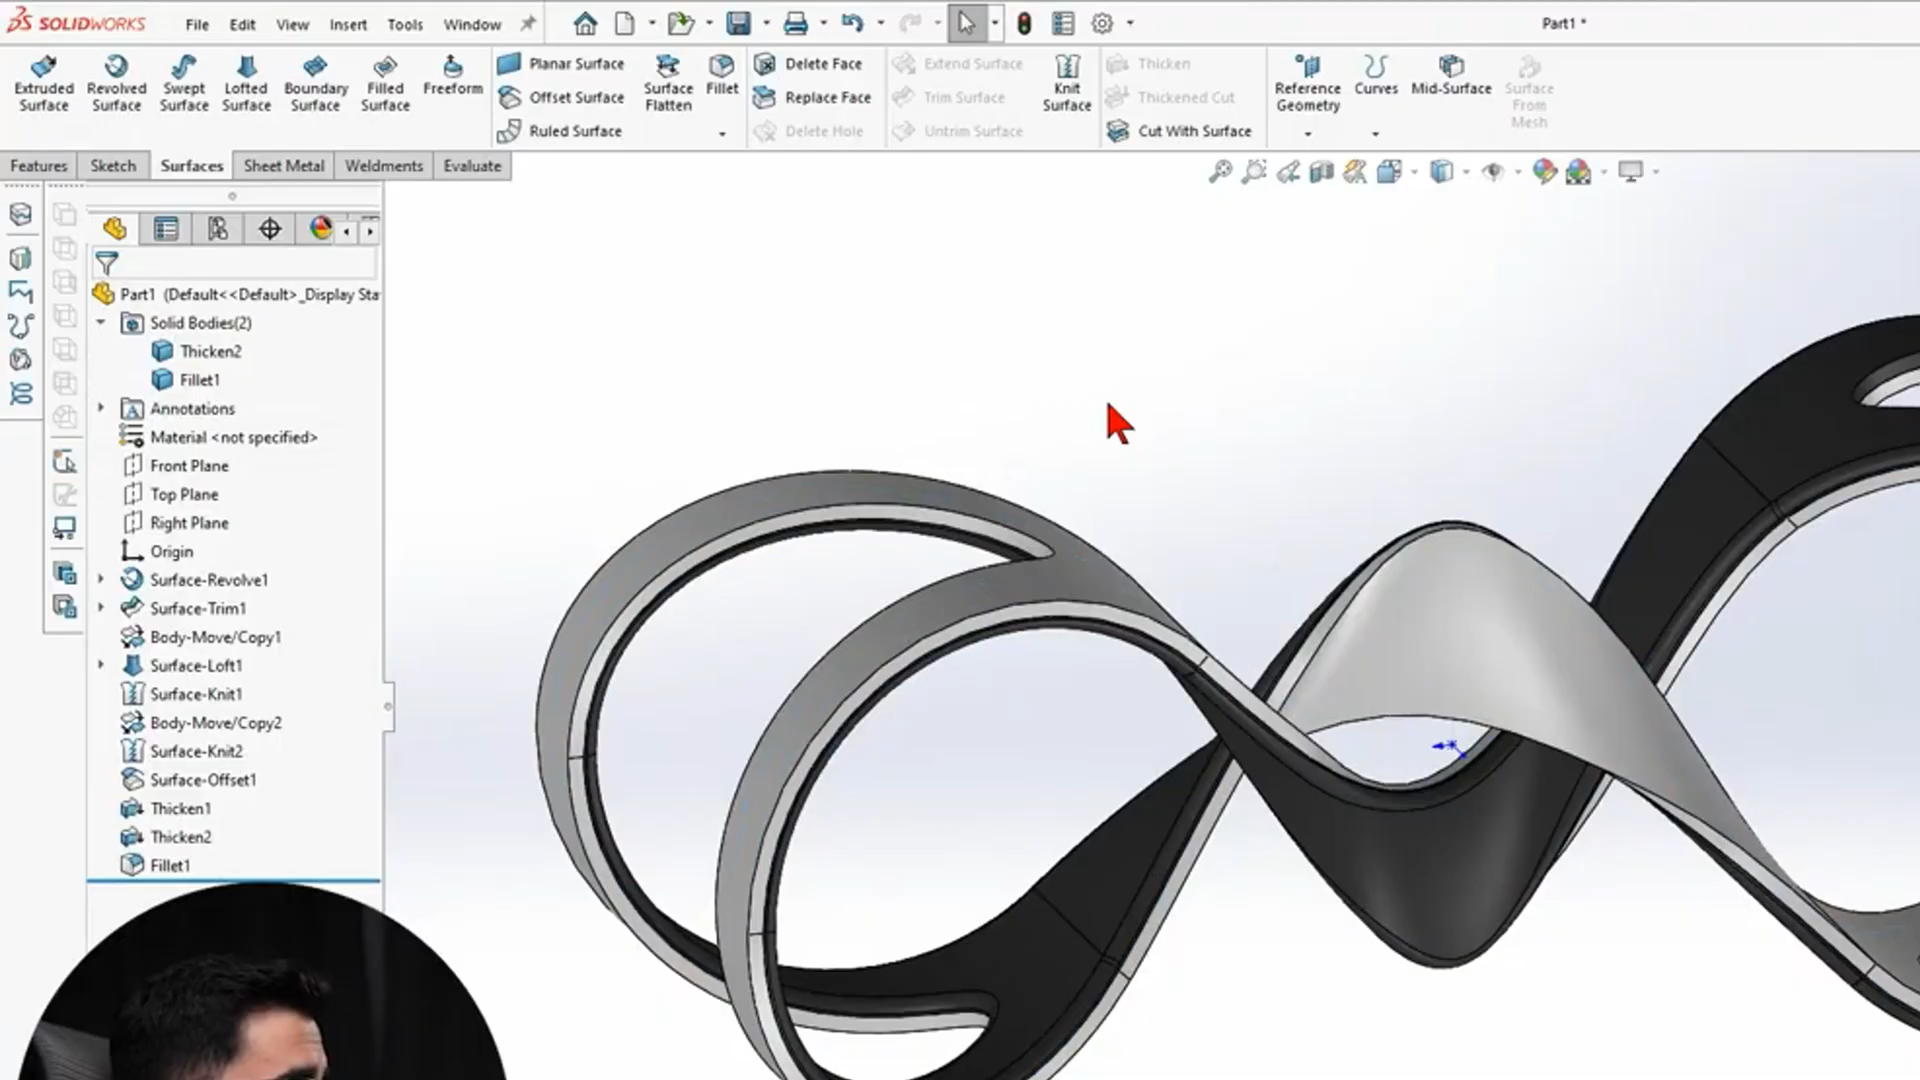 SOLIDWORKS File Edit View Insert Tools Window Part1 *
Extruded Surface
Revolved Surface
Swept Surface
Lofted Surface
Boundary Surface
Filled Surface
Freeform
Planar Surface
Offset Surface
Ruled Surface
Surface Flatten
Fillet
Delete Face
Replace Face
Delete Hole
Extend Surface
Trim Surface
Untrim Surface
Knit Surface
Thicken
Thickened Cut
Cut With Surface
Reference Geometry
Curves
Mid-Surface
Surface From Mesh
Features Sketch Surfaces Sheet Metal Weldments Evaluate
Part1 (Default<<Default>_Display Sta
Solid Bodies(2)
Thicken2
Fillet1
Annotations
Material <not specified>
Front Plane
Top Plane
Right Plane
Origin
Surface-Revolve1
Surface-Trim1
Body-Move/Copy1
Surface-Loft1
Surface-Knit1
Body-Move/Copy2
Surface-Knit2
Surface-Offset1
Thicken1
Thicken2
Fillet1